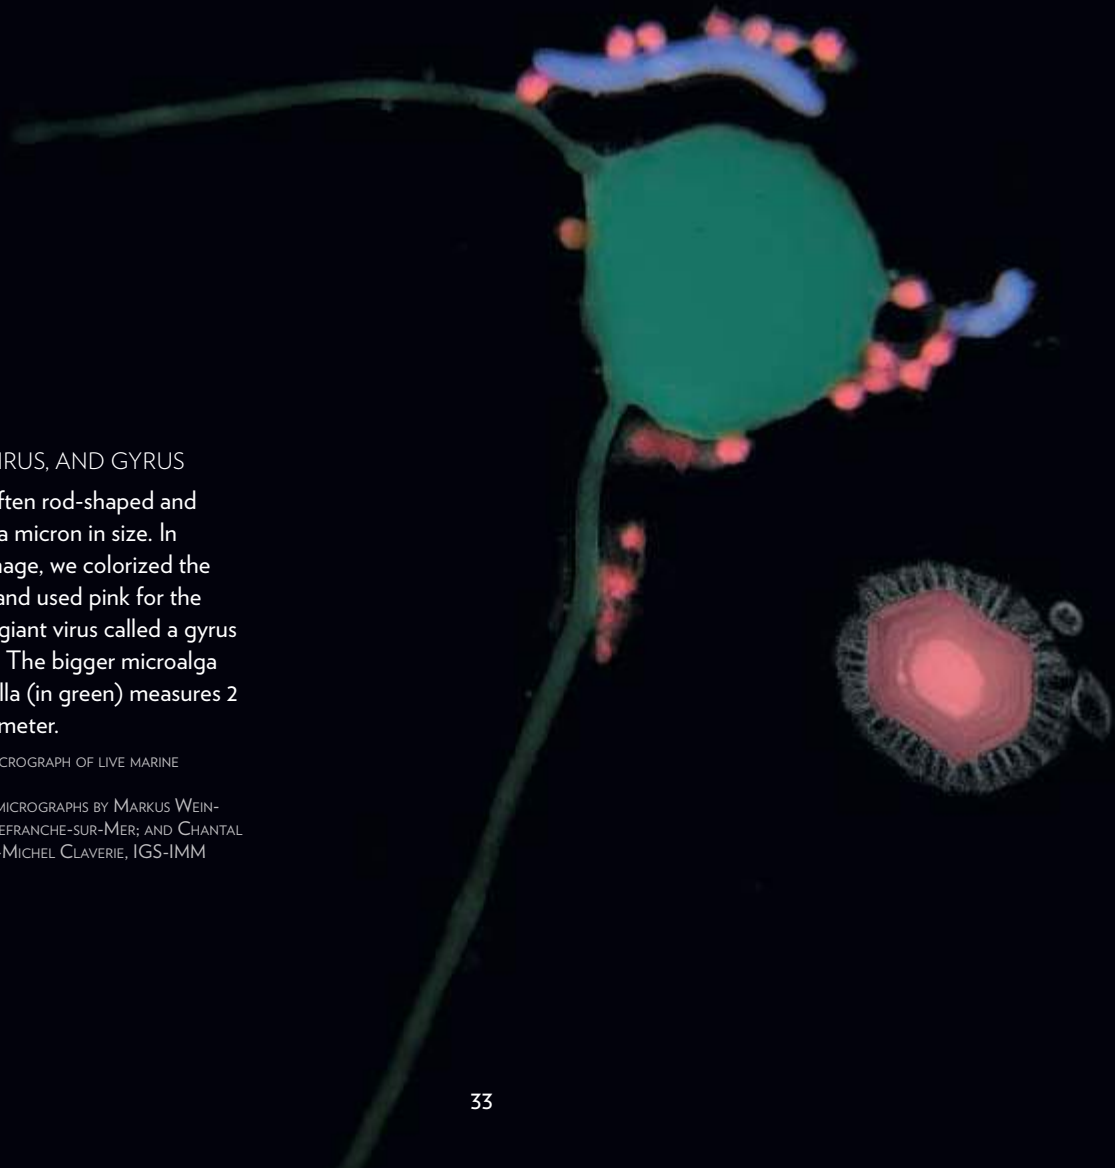 IRUS, AND GYRUS
ften rod-shaped and
a micron in size. In
nage, we colorized the
and used pink for the
giant virus called a gyrus
. The bigger microalga
lla (in green) measures 2
meter.
CROGRAPH OF LIVE MARINE
MICROGRAPHS BY MARKUS WEIN-
EFRANCHE-SUR-MER; AND CHANTAL
-MICHEL CLAVERIE, IGS-IMM
33